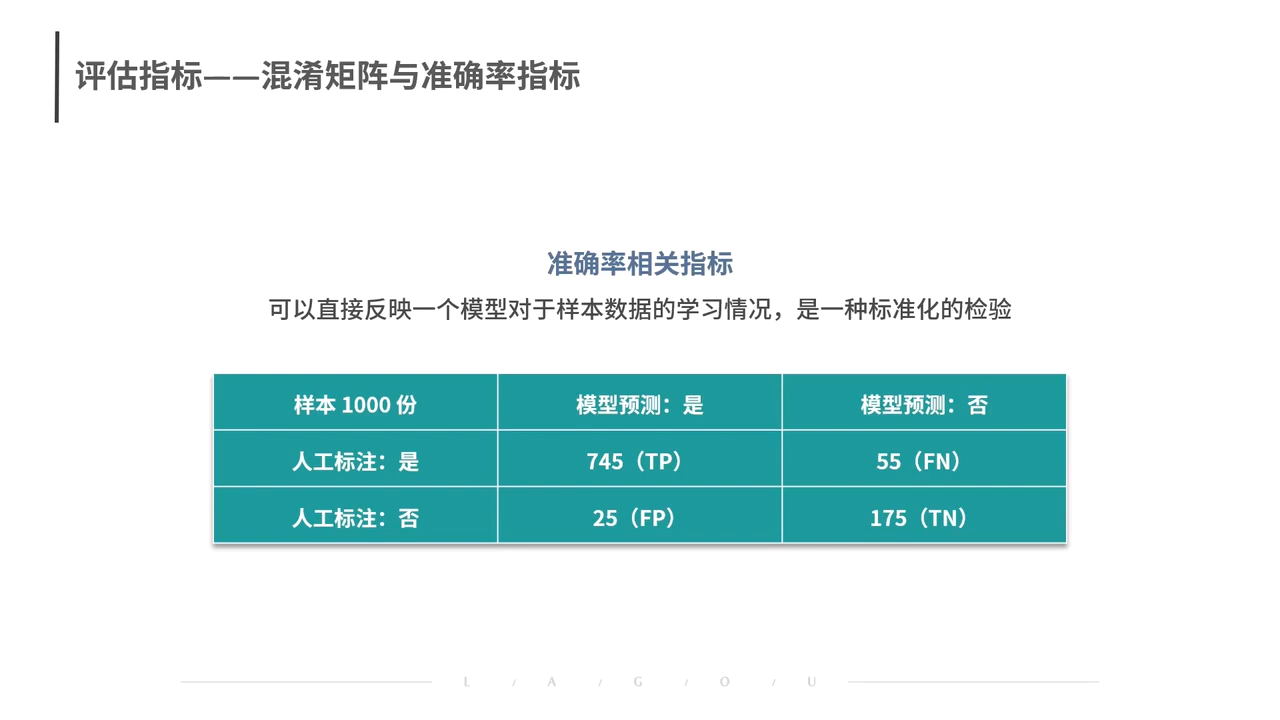 评估指标——混淆矩阵与准确率指标
准确率相关指标
可以直接反映一个模型对于样本数据的学习情况，是一种标准化的检验
样本 1000 份 模型预测：是 模型预测：否
人工标注：是 745（TP） 55（FN）
人工标注：否 25（FP） 175（TN）
L / A / G / O / U